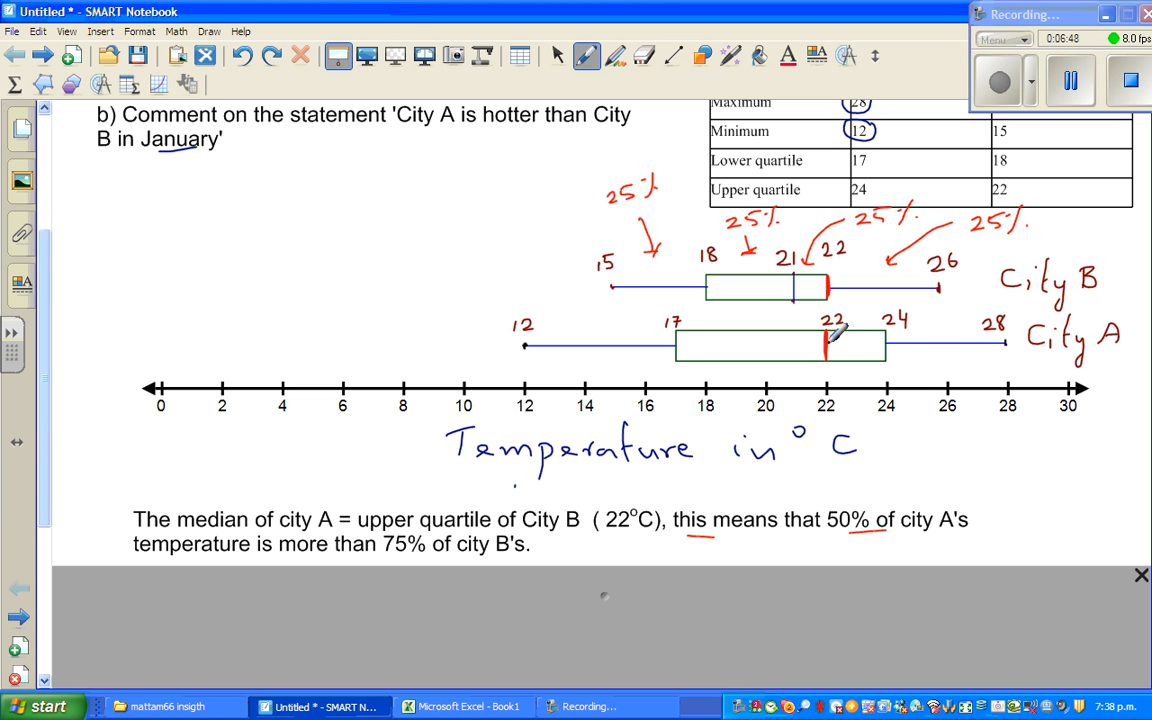 Untitled * - SMART Notebook
Recording...
File Edit View Insert Format Math Draw Help
Menu 0:06:48 8.0 fps
b) Comment on the statement 'City A is hotter than City
B in January'
Maximum 28
Minimum 12 15
Lower quartile 17 18
Upper quartile 24 22
25% 25% 25% 25%
15 18 21 22 26 City B
12 17 22 24 28 City A
0 2 4 6 8 10 12 14 16 18 20 22 24 26 28 30
Temperature in °C
The median of city A = upper quartile of City B ( 22°C), this means that 50% of city A's
temperature is more than 75% of city B's.
start mattam66 insigth Untitled * - SMART N... Microsoft Excel - Book1 Recording... 7:38 p.m.